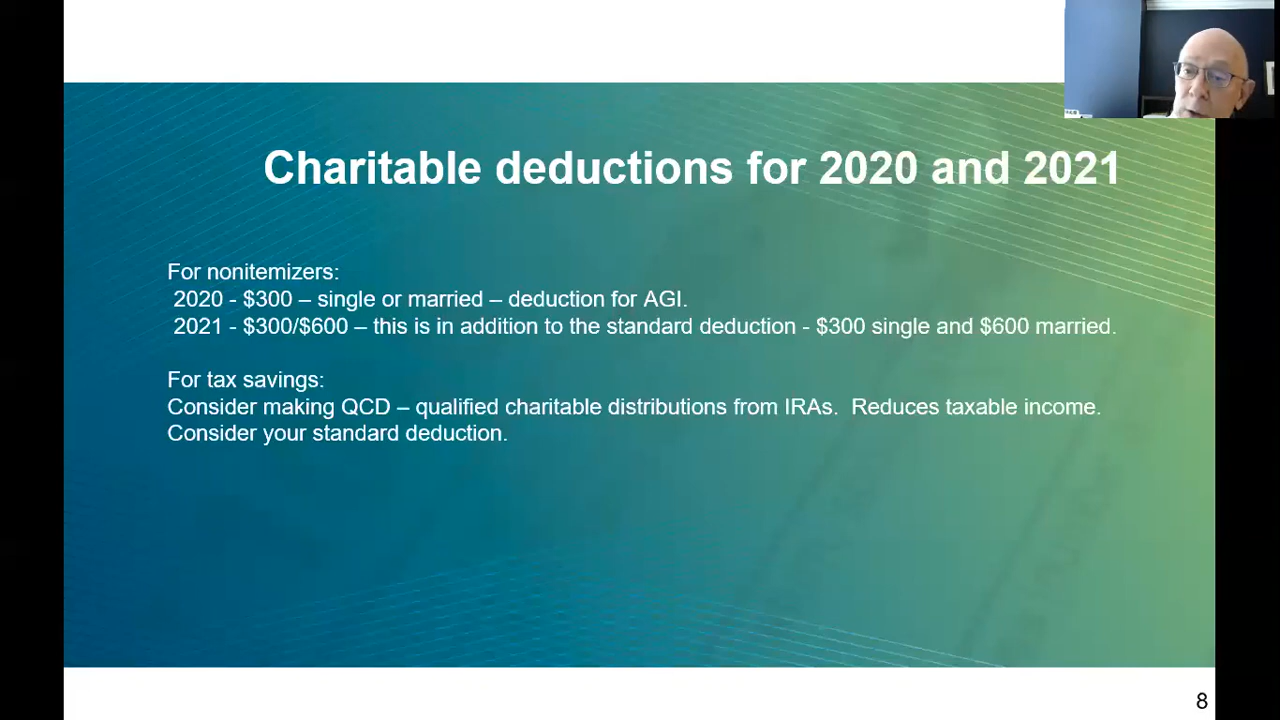 Charitable deductions for 2020 and 2021
For nonitemizers:
2020 - $300 – single or married – deduction for AGI.
2021 - $300/$600 – this is in addition to the standard deduction - $300 single and $600 married.
For tax savings:
Consider making QCD – qualified charitable distributions from IRAs.  Reduces taxable income.
Consider your standard deduction.
8